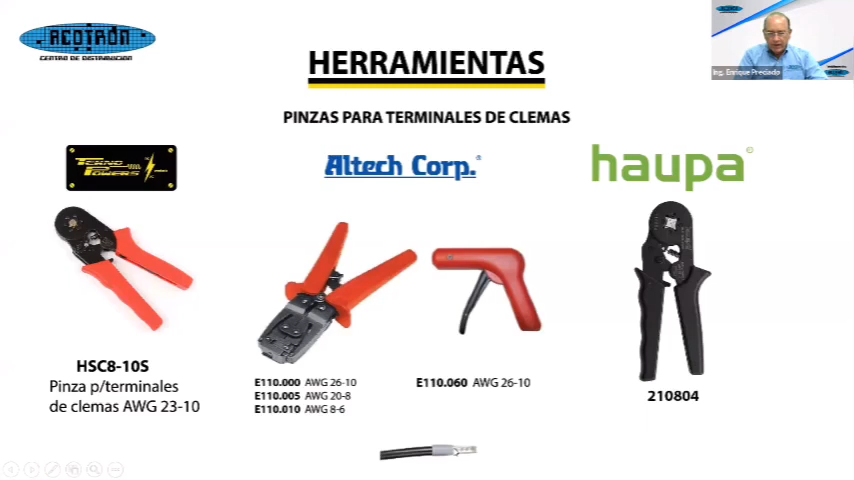 ACOTRON
CENTRO DE DISTRIBUCION
Ing. Enrique Preciado
HERRAMIENTAS
PINZAS PARA TERMINALES DE CLEMAS
TEKNO
POWERS
Altech Corp.®
haupa®
HSC8-10S
Pinza p/terminales
de clemas AWG 23-10
E110.000 AWG 26-10
E110.005 AWG 20-8
E110.010 AWG 8-6
E110.060 AWG 26-10
210804